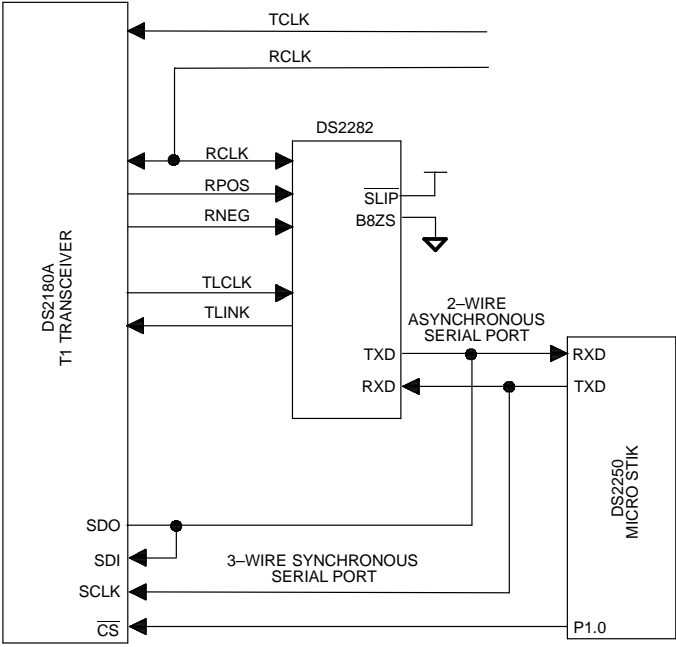 TCLK
RCLK
DS2282
RCLK
RPOS
RNEG
SLIP
B8ZS
DS2180A
T1 TRANSCEIVER
TLCLK
TLINK
2–WIRE
ASYNCHRONOUS
SERIAL PORT
TXD
RXD
RXD
TXD
DS2250
MICRO STIK
SDO
SDI
3–WIRE SYNCHRONOUS
SERIAL PORT
SCLK
CS
P1.0